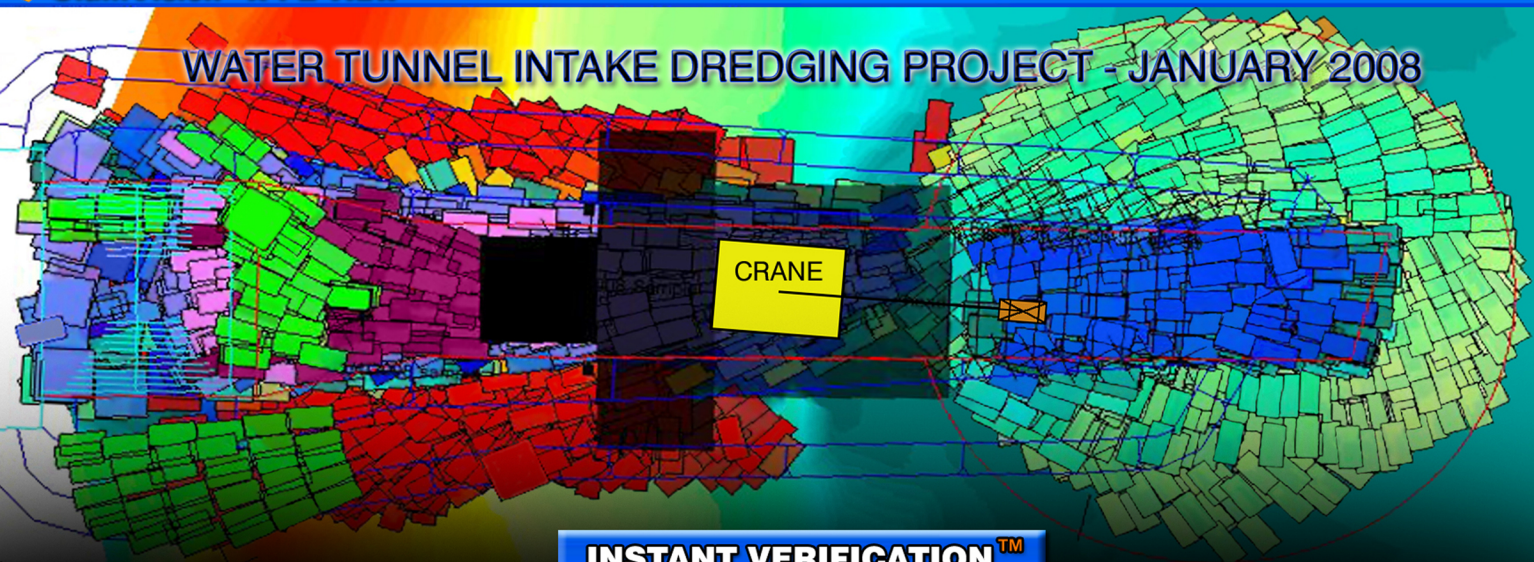 WATER TUNNEL INTAKE DREDGING PROJECT - JANUARY 2008
CRANE
INSTANT VERIFICATION™